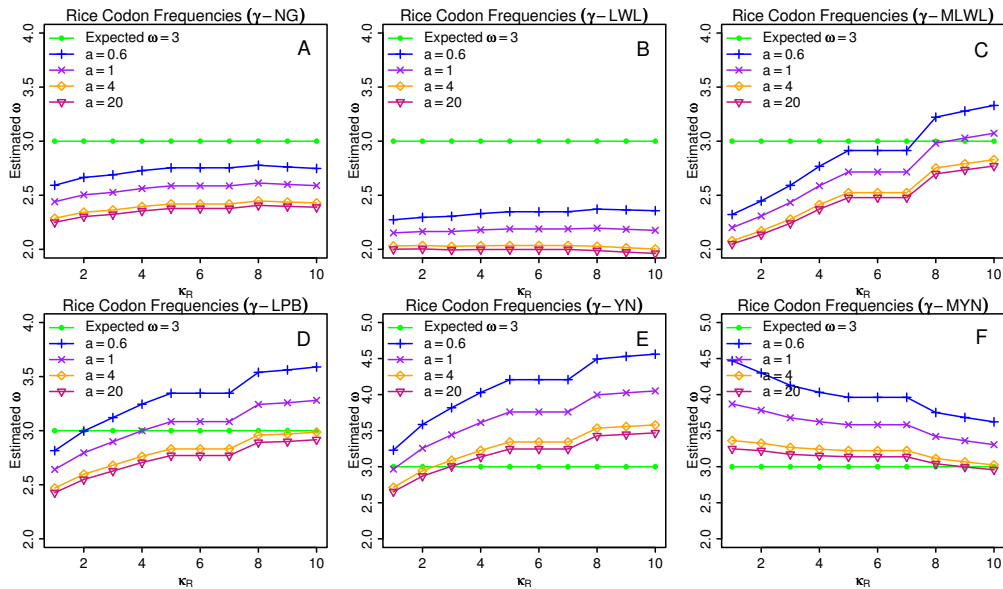 Rice Codon Frequencies (γ−NG)
A
Expected ω = 3
a = 0.6
a = 1
a = 4
a = 20
Estimated ω
2.0 2.5 3.0 3.5 4.0
2 4 6 8 10
Rice Codon Frequencies (γ−LWL)
B
Expected ω = 3
a = 0.6
a = 1
a = 4
a = 20
Estimated ω
2.0 2.5 3.0 3.5 4.0
2 4 6 8 10
Rice Codon Frequencies (γ−MLWL)
C
Expected ω = 3
a = 0.6
a = 1
a = 4
a = 20
Estimated ω
2.0 2.5 3.0 3.5 4.0
2 4 6 8 10
κR κR κR
Rice Codon Frequencies (γ−LPB)
D
Expected ω = 3
a = 0.6
a = 1
a = 4
a = 20
Estimated ω
2.0 2.5 3.0 3.5 4.0
2 4 6 8 10
κR
Rice Codon Frequencies (γ−YN)
E
Expected ω = 3
a = 0.6
a = 1
a = 4
a = 20
Estimated ω
2.0 2.5 3.0 3.5 4.0 4.5 5.0
2 4 6 8 10
κR
Rice Codon Frequencies (γ−MYN)
F
Expected ω = 3
a = 0.6
a = 1
a = 4
a = 20
Estimated ω
2.0 2.5 3.0 3.5 4.0 4.5 5.0
2 4 6 8 10
κR